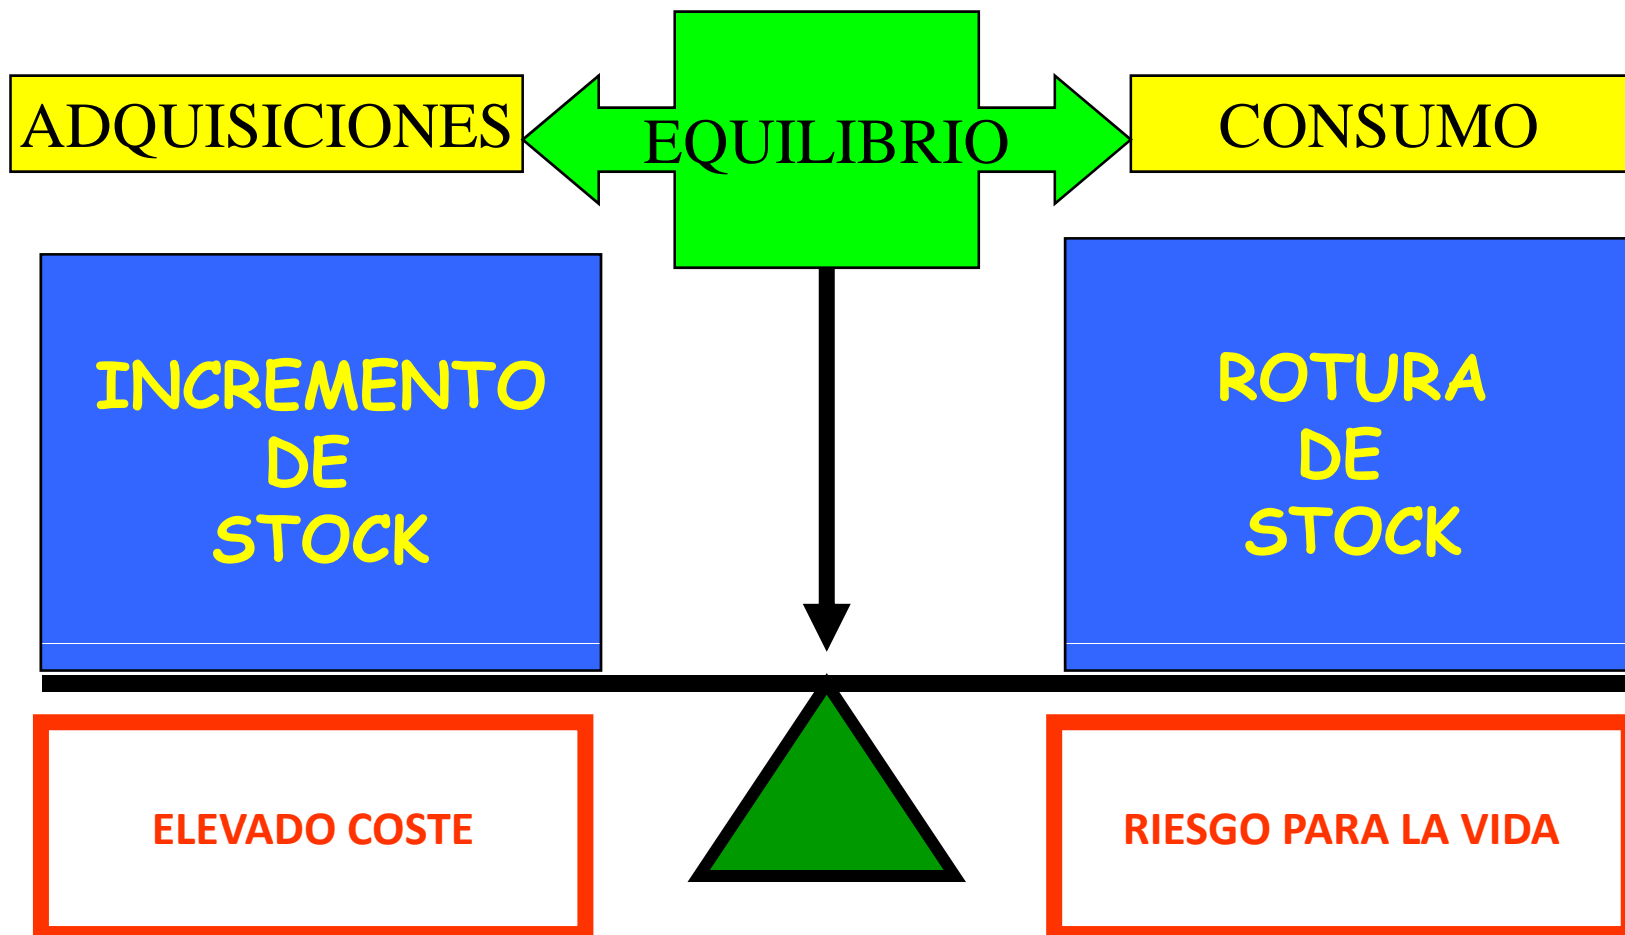 ADQUISICIONES
EQUILIBRIO
CONSUMO
INCREMENTO
DE
STOCK
ROTURA
DE
STOCK
ELEVADO COSTE
RIESGO PARA LA VIDA